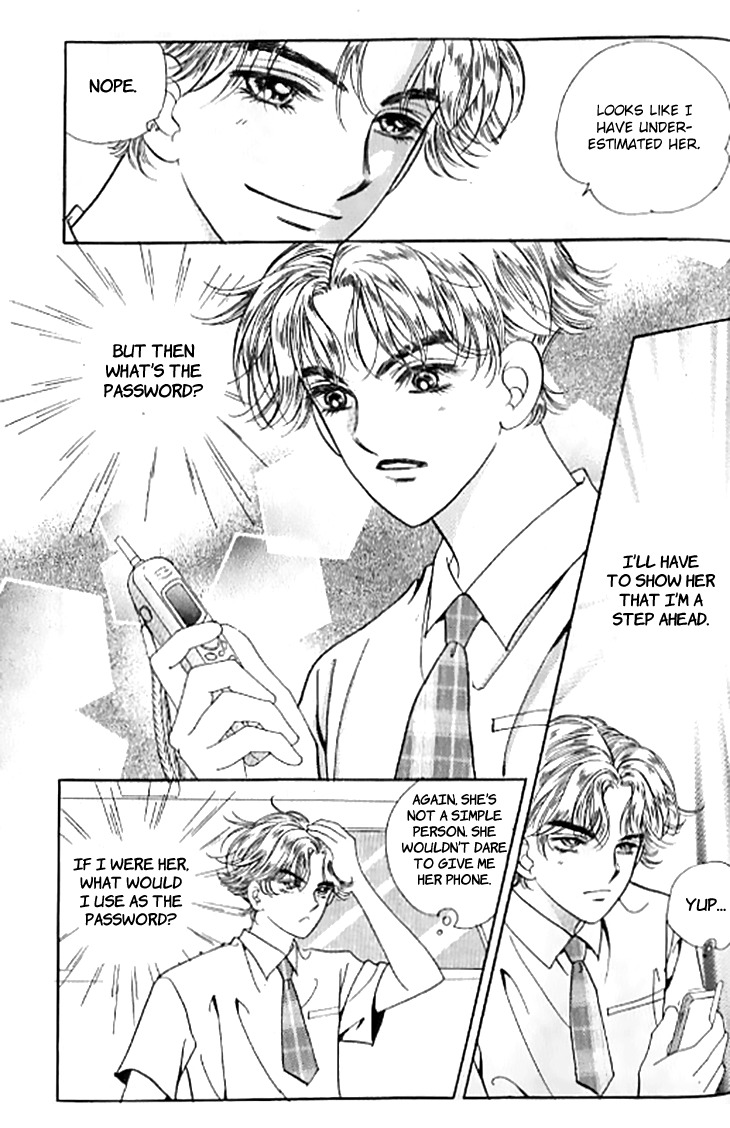 LOOKS LIKE I
HAVE UNDER-
ESTIMATED HER.
NOPE.
BUT THEN
WHAT'S THE
PASSWORD?
I'LL HAVE
TO SHOW HER
THAT I'M A
STEP AHEAD.
YUP...
AGAIN, SHE'S
NOT A SIMPLE
PERSON. SHE
WOULDN'T DARE
TO GIVE ME
HER PHONE.
IF I WERE HER,
WHAT WOULD
I USE AS THE
PASSWORD?